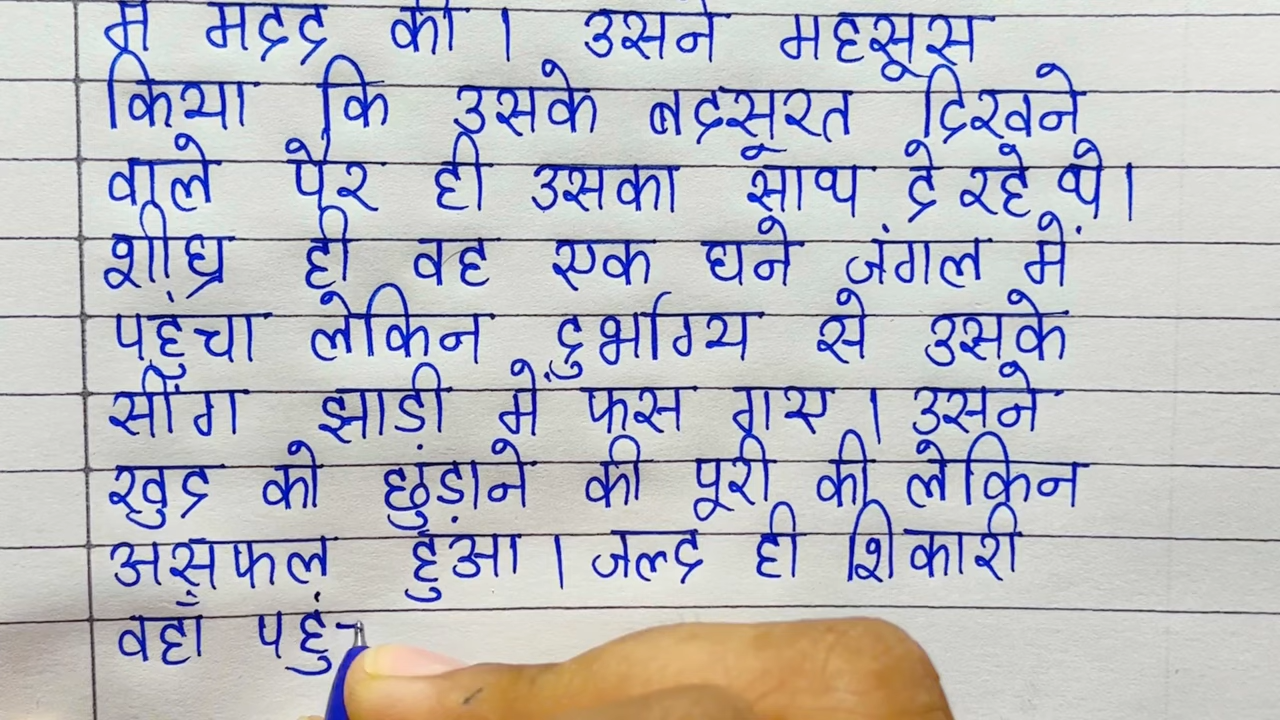 में मदद की । उसने महसूस
किया कि उसके बदसूरत दिखने
वाले पैर ही उसका साथ दे रहे थे।
शीघ्र ही वह एक घने जंगल में
पहुंचा लेकिन दुर्भाग्य से उसके
सींग झाड़ी में फस गए । उसने
खुद को छुंड़ाने की पूरी की लेकिन
असफल हुंआ । जल्द ही शिकारी
वहाँ पहुं